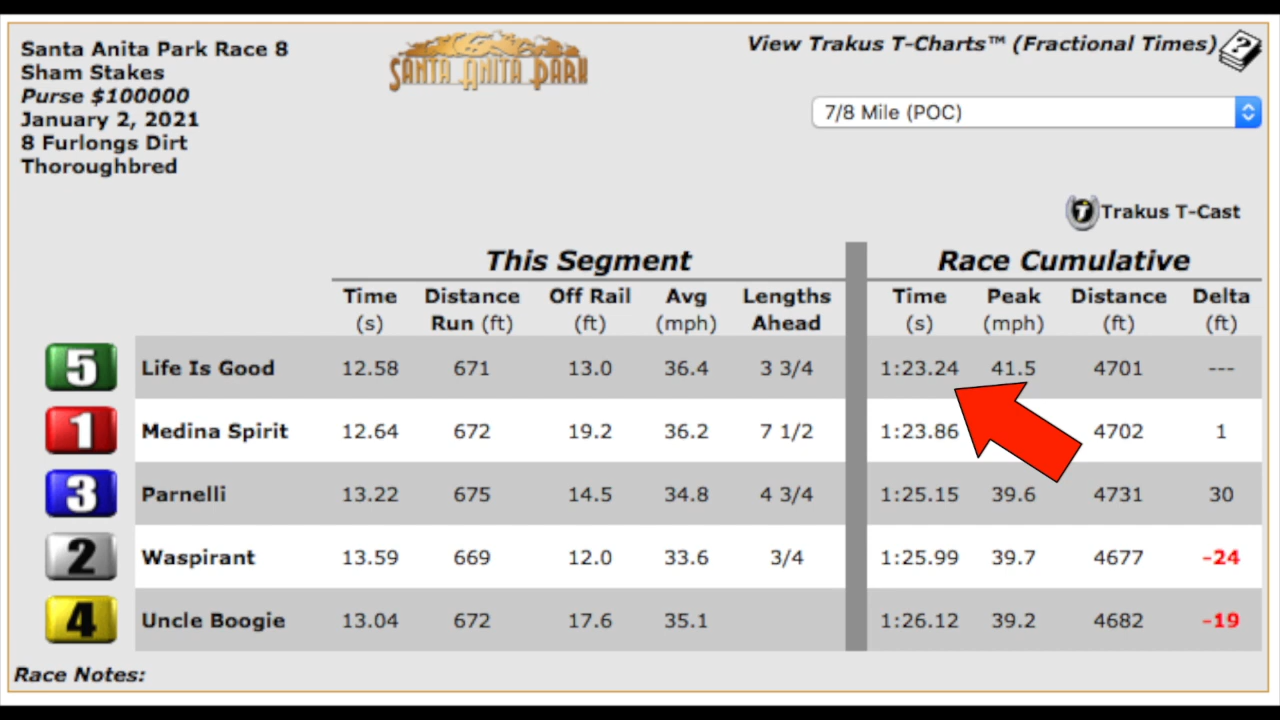 Santa Anita Park Race 8
Sham Stakes
Purse $100000
January 2, 2021
8 Furlongs Dirt
Thoroughbred
SANTA ANITA PARK
View Trakus T-Charts™ (Fractional Times)
?
7/8 Mile (POC)
T Trakus T-Cast
This Segment Race Cumulative
Time Distance Off Rail Avg Lengths Time Peak Distance Delta
(s) Run (ft) (ft) (mph) Ahead (s) (mph) (ft) (ft)
5 Life Is Good 12.58 671 13.0 36.4 3 3/4 1:23.24 41.5 4701 ---
1 Medina Spirit 12.64 672 19.2 36.2 7 1/2 1:23.86 4702 1
3 Parnelli 13.22 675 14.5 34.8 4 3/4 1:25.15 39.6 4731 30
2 Waspirant 13.59 669 12.0 33.6 3/4 1:25.99 39.7 4677 -24
4 Uncle Boogie 13.04 672 17.6 35.1 1:26.12 39.2 4682 -19
Race Notes: